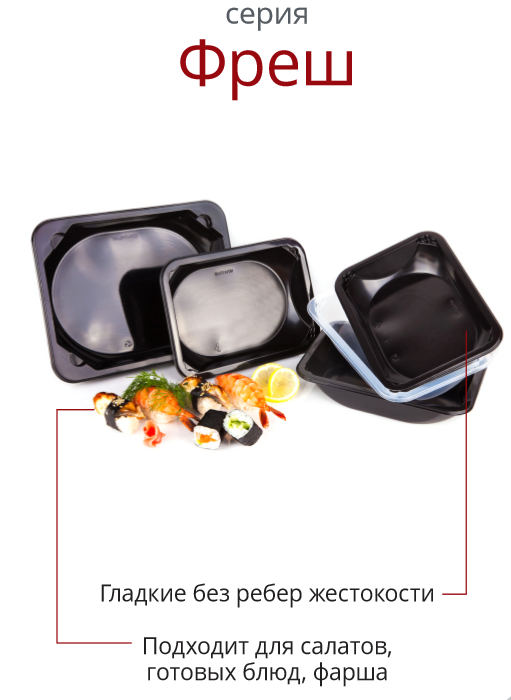 серия
Фреш
Гладкие без ребер жестокости
Подходит для салатов,
готовых блюд, фарша